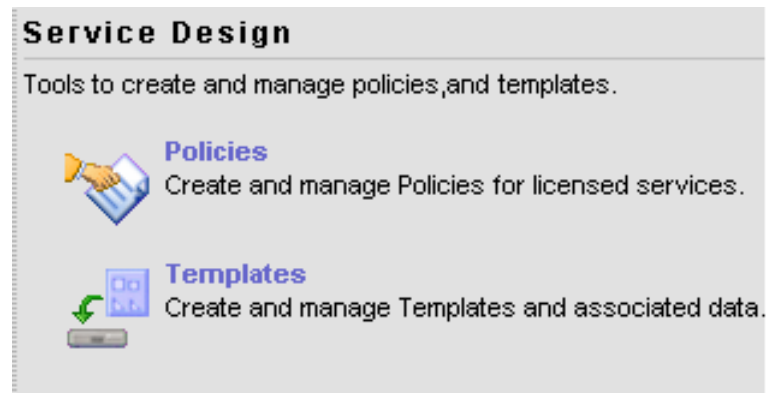 Service Design
Tools to create and manage policies,and templates.
Policies
Create and manage Policies for licensed services.
Templates
Create and manage Templates and associated data.